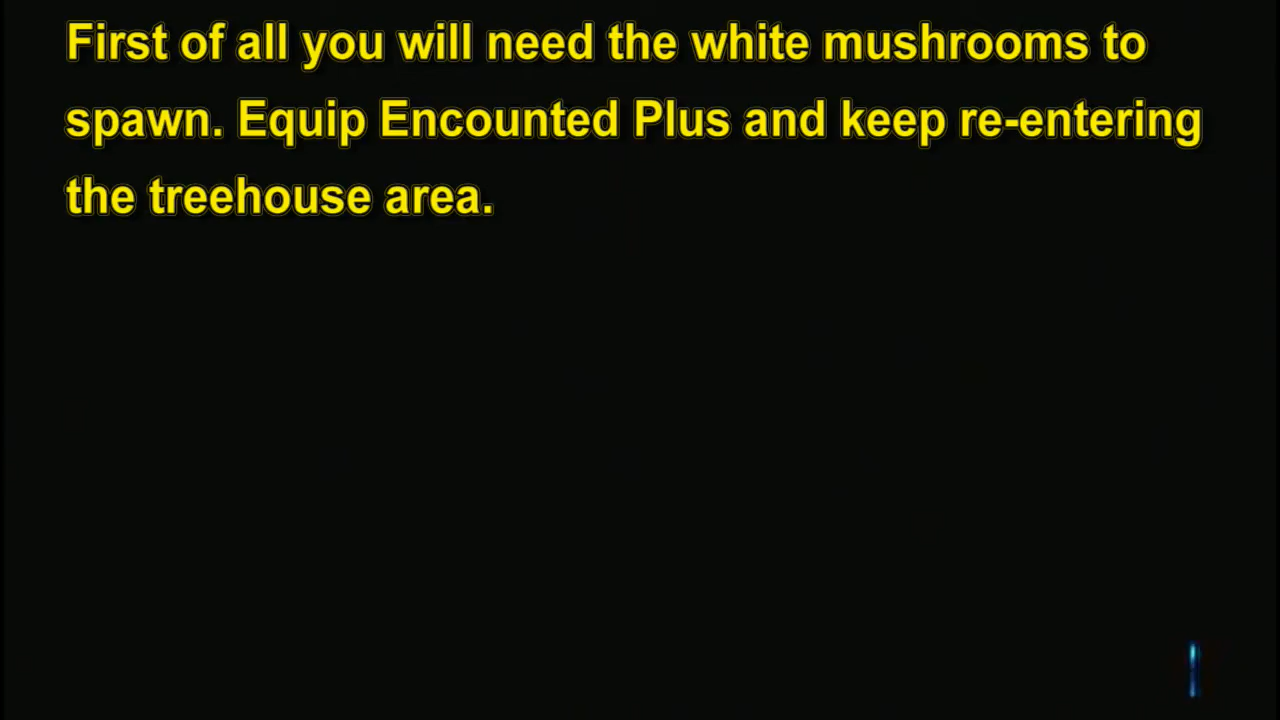 First of all you will need the white mushrooms to
spawn. Equip Encounted Plus and keep re-entering
the treehouse area.